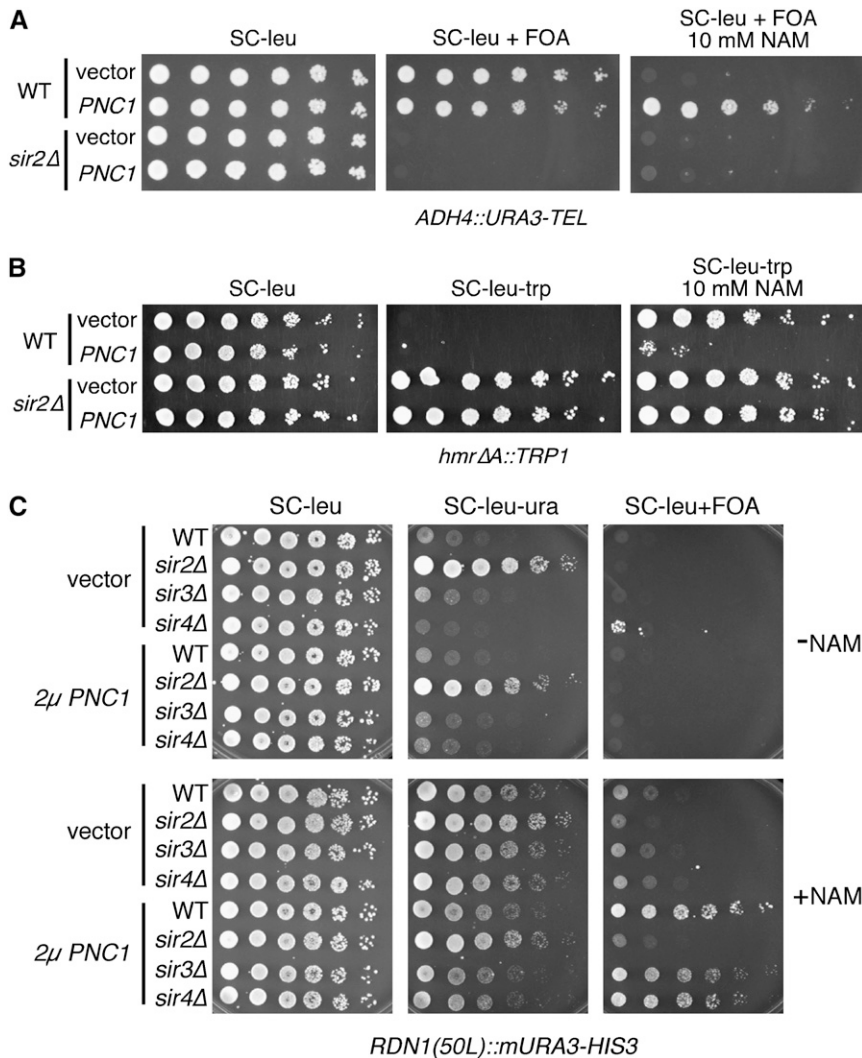 A
SC-leu
SC-leu + FOA
SC-leu + FOA
10 mM NAM
WT
vector
PNC1
sir2Δ
vector
PNC1
ADH4::URA3-TEL
B
SC-leu
SC-leu-trp
SC-leu-trp
10 mM NAM
WT
vector
PNC1
sir2Δ
vector
PNC1
hmrΔA::TRP1
C
SC-leu
SC-leu-ura
SC-leu+FOA
vector
WT
sir2Δ
sir3Δ
sir4Δ
2μ PNC1
WT
sir2Δ
sir3Δ
sir4Δ
-NAM
vector
WT
sir2Δ
sir3Δ
sir4Δ
2μ PNC1
WT
sir2Δ
sir3Δ
sir4Δ
+NAM
RDN1(50L)::mURA3-HIS3